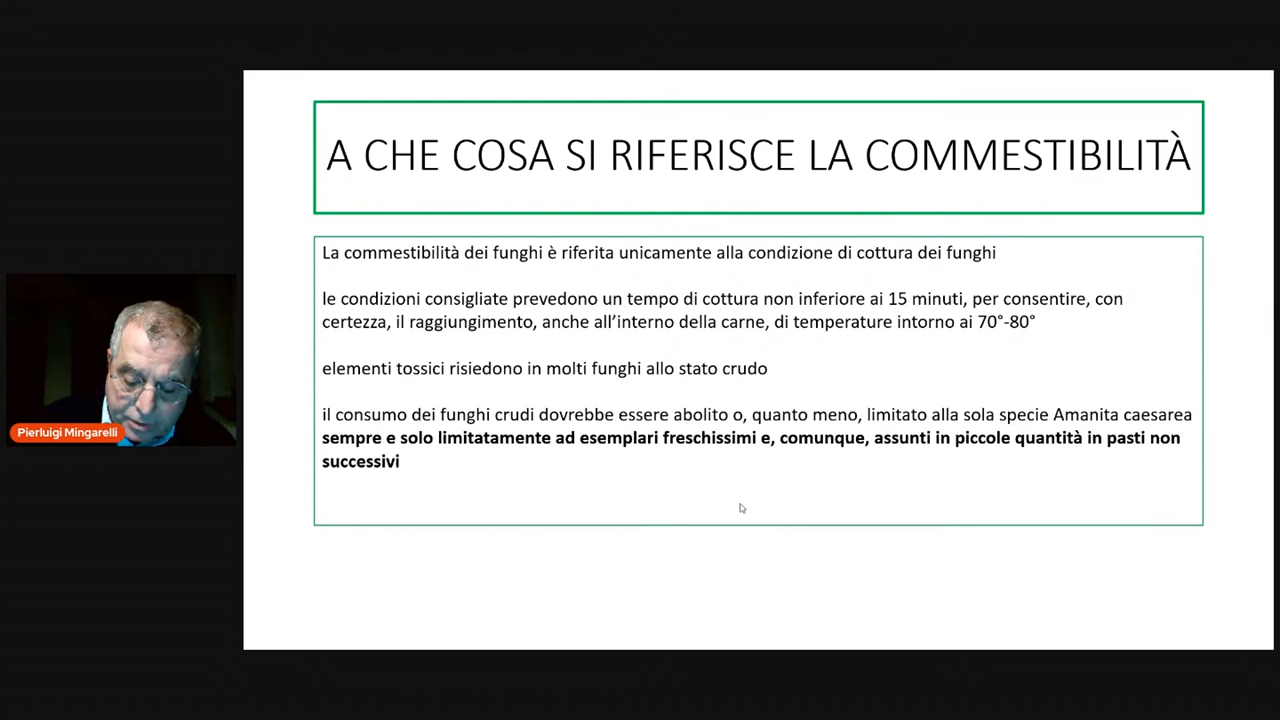 A CHE COSA SI RIFERISCE LA COMMESTIBILITÀ
La commestibilità dei funghi è riferita unicamente alla condizione di cottura dei funghi
le condizioni consigliate prevedono un tempo di cottura non inferiore ai 15 minuti, per consentire, con
certezza, il raggiungimento, anche all’interno della carne, di temperature intorno ai 70°-80°
elementi tossici risiedono in molti funghi allo stato crudo
il consumo dei funghi crudi dovrebbe essere abolito o, quanto meno, limitato alla sola specie Amanita caesarea
sempre e solo limitatamente ad esemplari freschissimi e, comunque, assunti in piccole quantità in pasti non
successivi
Pierluigi Mingarelli